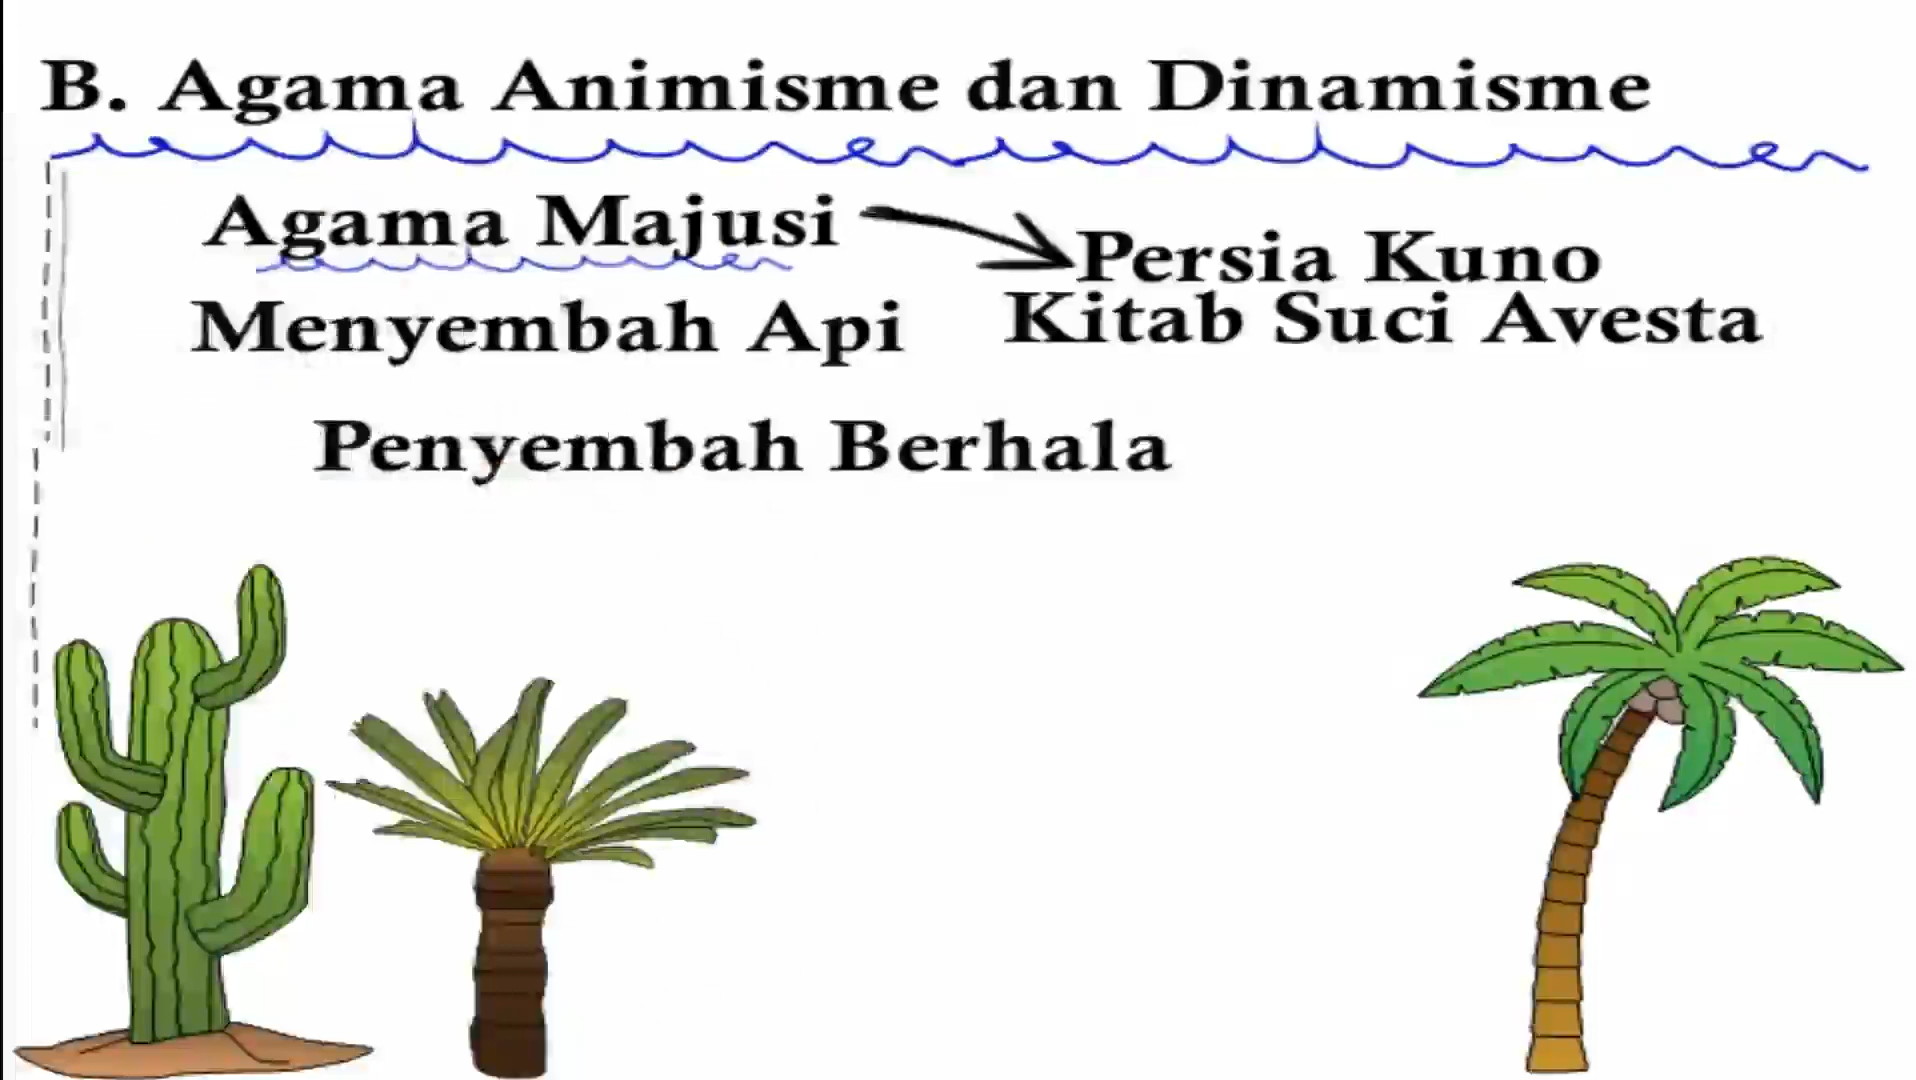 B. Agama Animisme dan Dinamisme
Agama Majusi
Persia Kuno
Menyembah Api
Kitab Suci Avesta
Penyembah Berhala